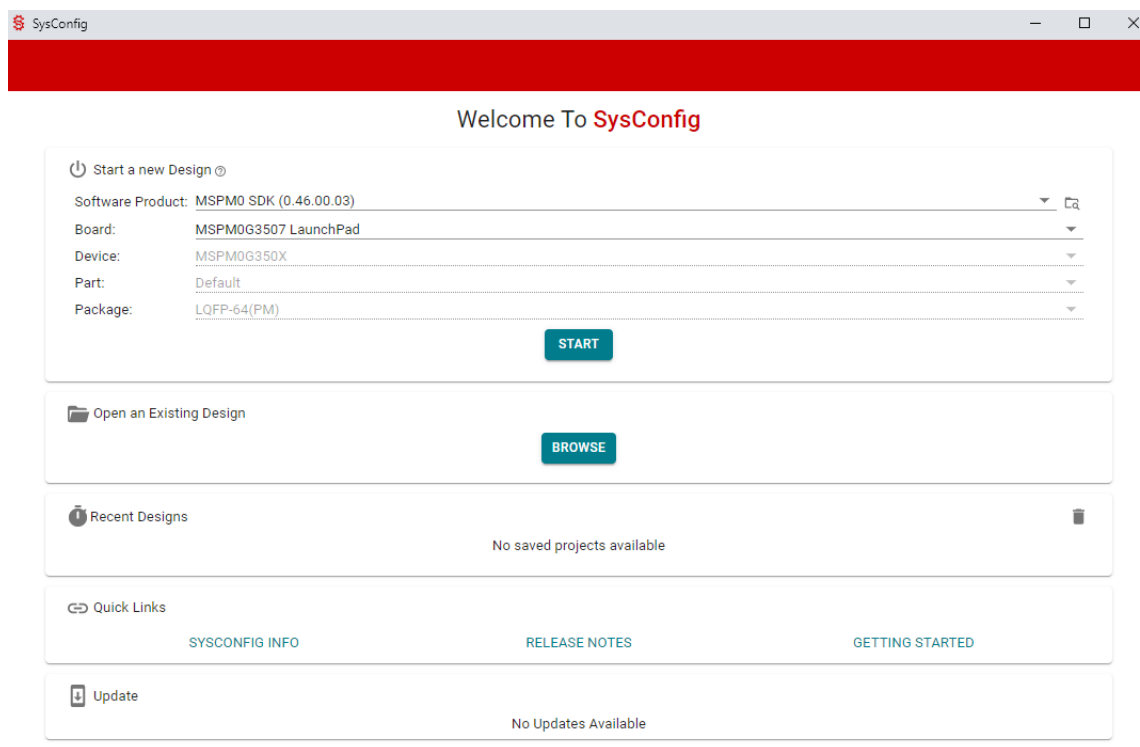 SysConfig
Welcome To SysConfig
Start a new Design
Software Product: MSPM0 SDK (0.46.00.03)
Board: MSPM0G3507 LaunchPad
Device: MSPM0G350X
Part: Default
Package: LQFP-64(PM)
START
Open an Existing Design
BROWSE
Recent Designs
No saved projects available
Quick Links
SYSCONFIG INFO RELEASE NOTES GETTING STARTED
Update
No Updates Available